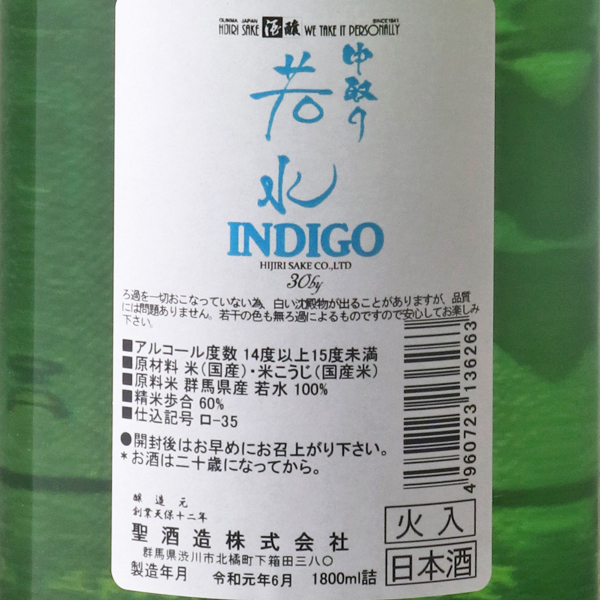 GUNMA JAPAN SINCE1841
HIJIRI SAKE 酒 醸 WE TAKE IT PERSONALLY
中取り
若水
INDIGO
HIJIRI SAKE CO.,LTD
30by
ろ過を一切おこなっていない為、白い沈殿物が出ることがありますが、品質
には問題ありません。若干の色も無ろ過によるものですので安心してお楽しみ
下さい。
■アルコール度数 14度以上15度未満
■原材料 米(国産)・米こうじ(国産米)
■原料米 群馬県産 若水 100%
■精米歩合 60%
■仕込記号 ロ-35
●開封後はお早めにお召上がり下さい。
*お酒は二十歳になってから。
4 960723 136263
醸造元
創業天保十二年
聖酒造株式会社
群馬県渋川市北橘町下箱田三八〇
製造年月 令和元年6月 1800ml詰
火入
日本酒